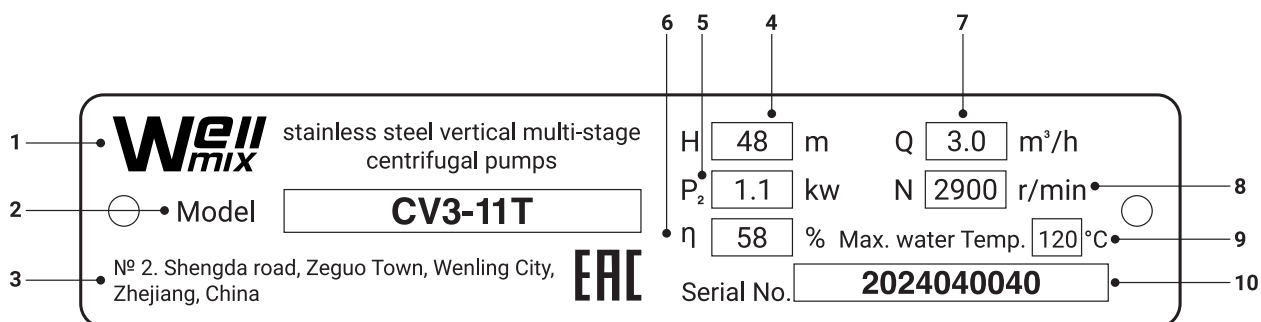 6 5 4 7
1 Well mix stainless steel vertical multi-stage centrifugal pumps
H 48 m Q 3.0 m³/h
P₂ 1.1 kw N 2900 r/min 8
2 Model CV3-11T
η 58 % Max. water Temp. 120 °C 9
3 № 2. Shengda road, Zeguo Town, Wenling City,
Zhejiang, China
EAC
Serial No. 2024040040 10